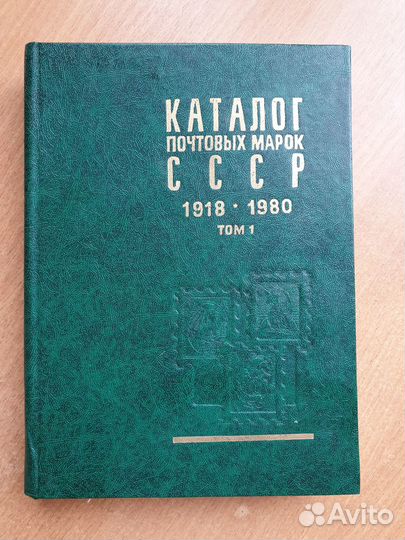 КАТАЛОГ
ПОЧТОВЫХ МАРОК
СССР
1918 • 1980
ТОМ 1
Avito